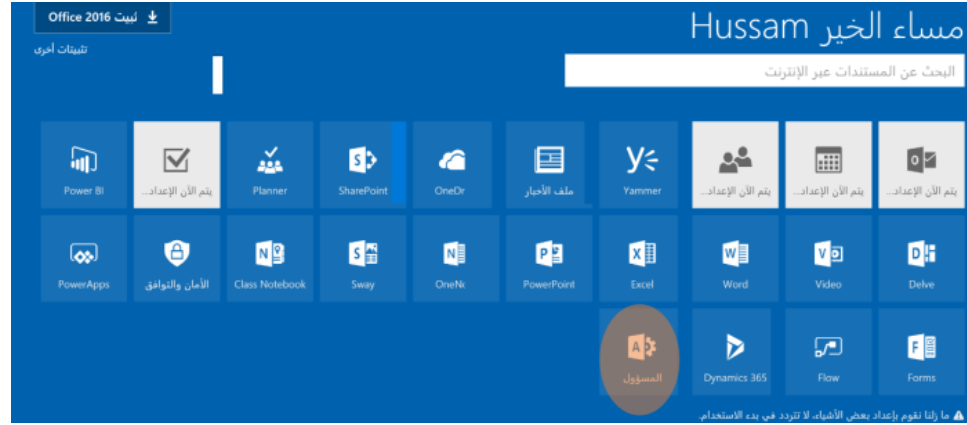 مساء الخير Hussam
تثبيت Office 2016
تثبيتات أخرى
البحث عن المستندات عبر الإنترنت
يتم الآن الإعداد...
يتم الآن الإعداد...
يتم الآن الإعداد...
Yammer
ملف الأخبار
OneDr
SharePoint
Planner
يتم الآن الإعداد...
Power BI
Delve
Video
Word
Excel
PowerPoint
OneNo
Sway
Class Notebook
الأمان والتوافق
PowerApps
Forms
Flow
Dynamics 365
المسؤول
ما زلنا نقوم بإعداد بعض الأشياء، لا تتردد في بدء الاستخدام.